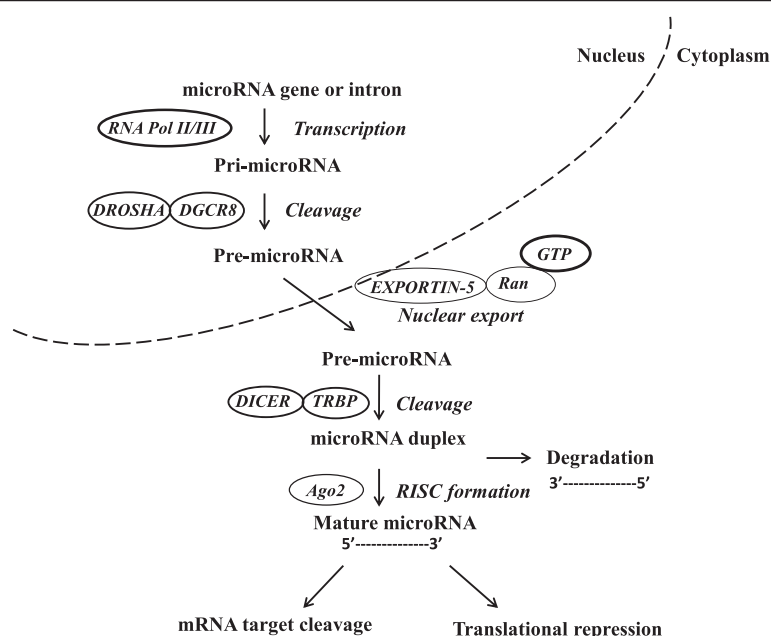 Nucleus Cytoplasm
microRNA gene or intron
RNA Pol II/III Transcription
Pri-microRNA
DROSHA DGCR8 Cleavage
Pre-microRNA
GTP
EXPORTIN-5 Ran
Nuclear export
Pre-microRNA
DICER TRBP Cleavage
microRNA duplex
Degradation
3’--------------5’
Ago2 RISC formation
Mature microRNA
5’--------------3’
mRNA target cleavage Translational repression